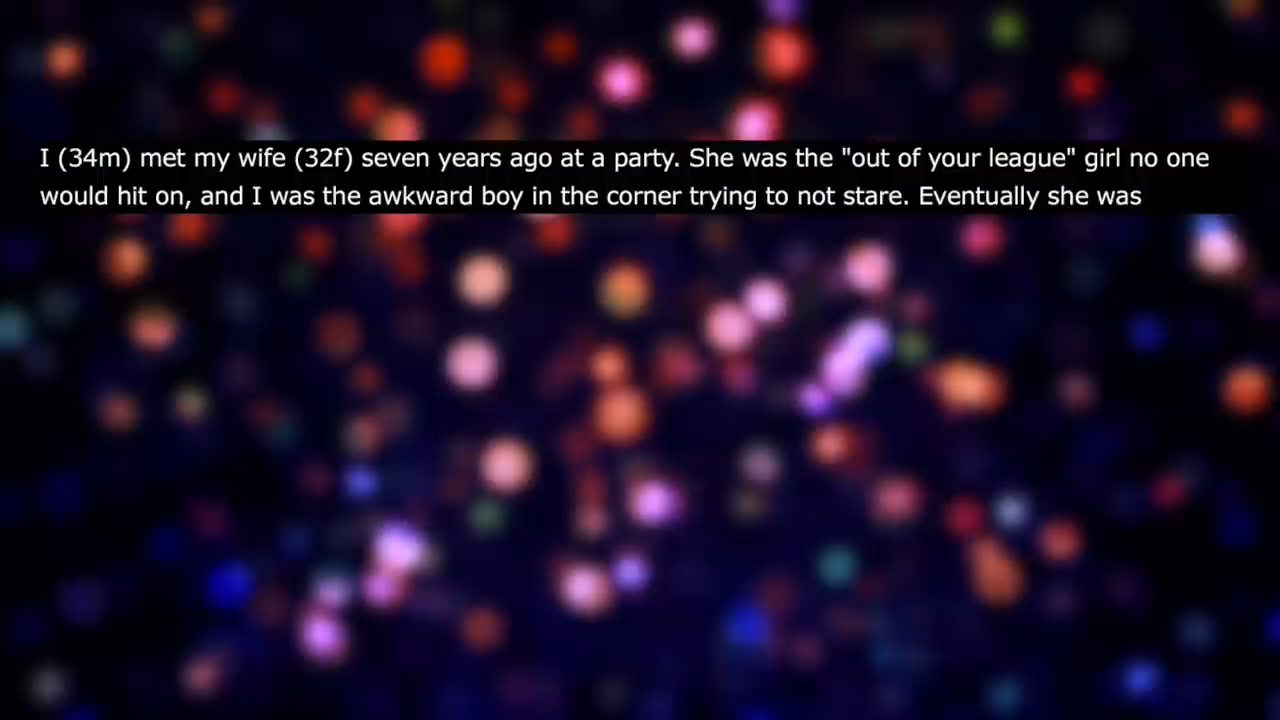 I (34m) met my wife (32f) seven years ago at a party. She was the "out of your league" girl no one
would hit on, and I was the awkward boy in the corner trying to not stare. Eventually she was